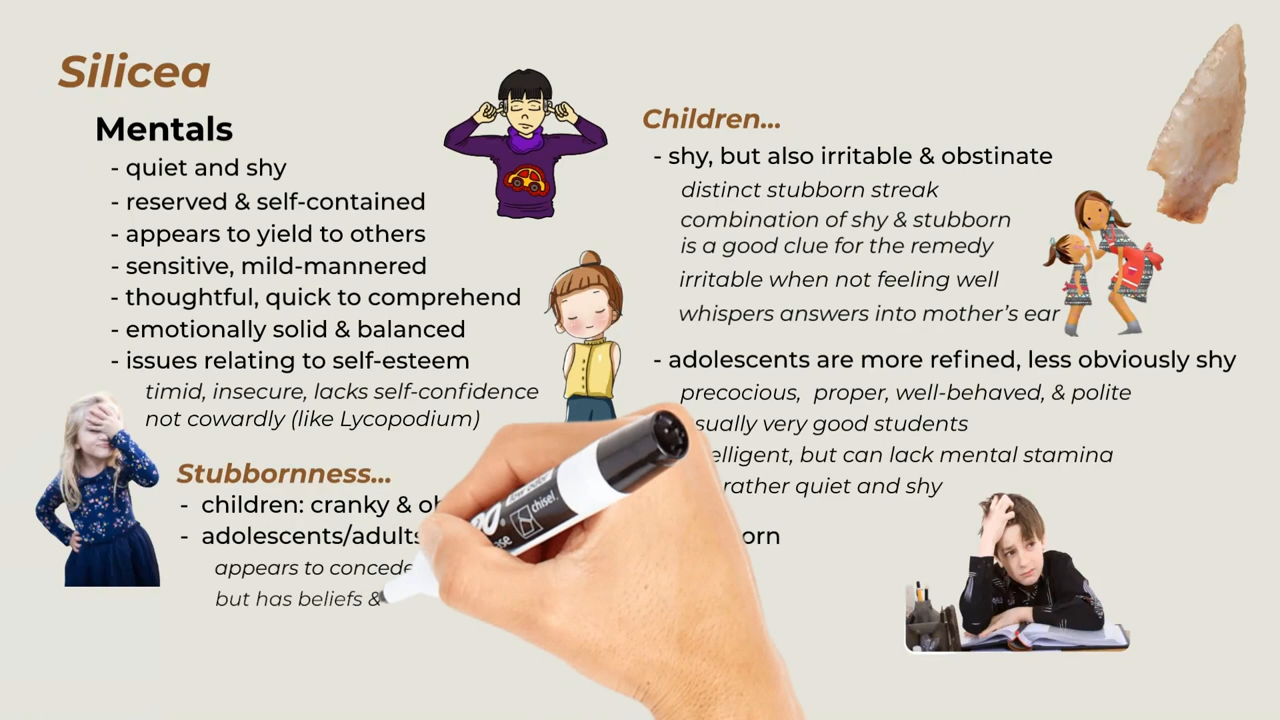 Silicea
Mentals
- quiet and shy
- reserved & self-contained
- appears to yield to others
- sensitive, mild-mannered
- thoughtful, quick to comprehend
- emotionally solid & balanced
- issues relating to self-esteem
timid, insecure, lacks self-confidence
not cowardly (like Lycopodium)
Stubbornness...
- children: cranky &
- adolescents/adults
appears to concede
but has beliefs &
Children...
- shy, but also irritable & obstinate
distinct stubborn streak
combination of shy & stubborn
is a good clue for the remedy
irritable when not feeling well
whispers answers into mother's ear
- adolescents are more refined, less obviously shy
precocious, proper, well-behaved, & polite
very good students
but can lack mental stamina
rather quiet and shy
chisel.